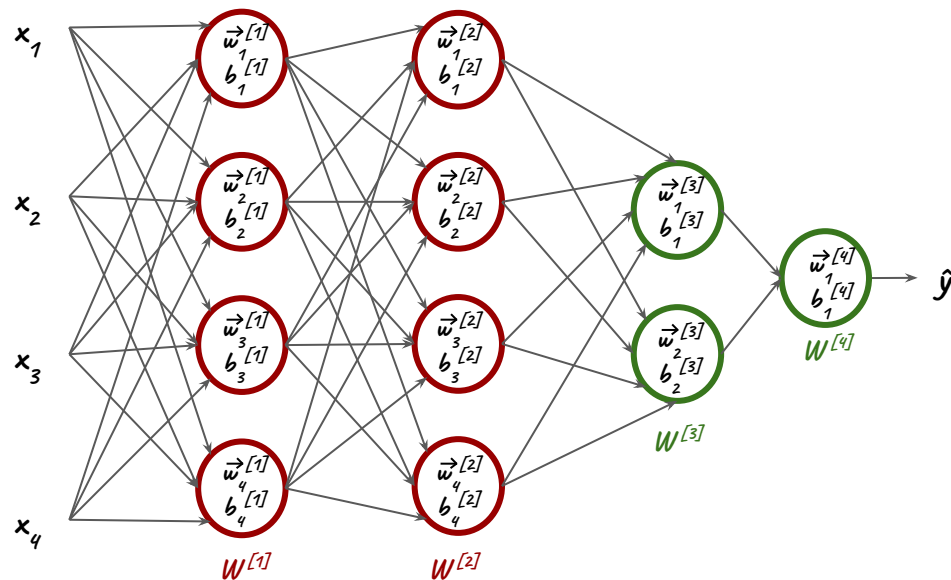 x₁
x₂
x₃
x₄
w⃗₁^[1]
b₁^[1]
w⃗₂^[1]
b₂^[1]
w⃗₃^[1]
b₃^[1]
w⃗₄^[1]
b₄^[1]
W^[1]
w⃗₁^[2]
b₁^[2]
w⃗₂^[2]
b₂^[2]
w⃗₃^[2]
b₃^[2]
w⃗₄^[2]
b₄^[2]
W^[2]
w⃗₁^[3]
b₁^[3]
w⃗₂^[3]
b₂^[3]
W^[3]
w⃗₁^[4]
b₁^[4]
W^[4]
ŷ